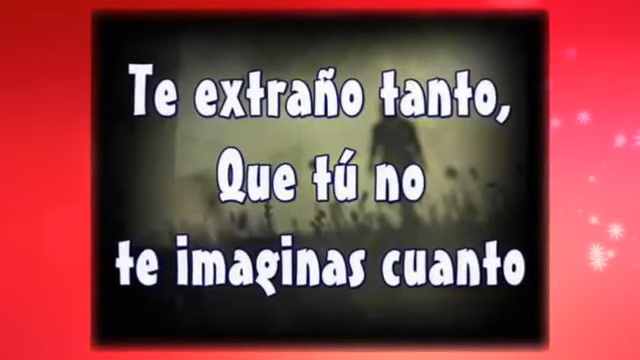 Te extraño tanto,
Que tú no
te imaginas cuanto